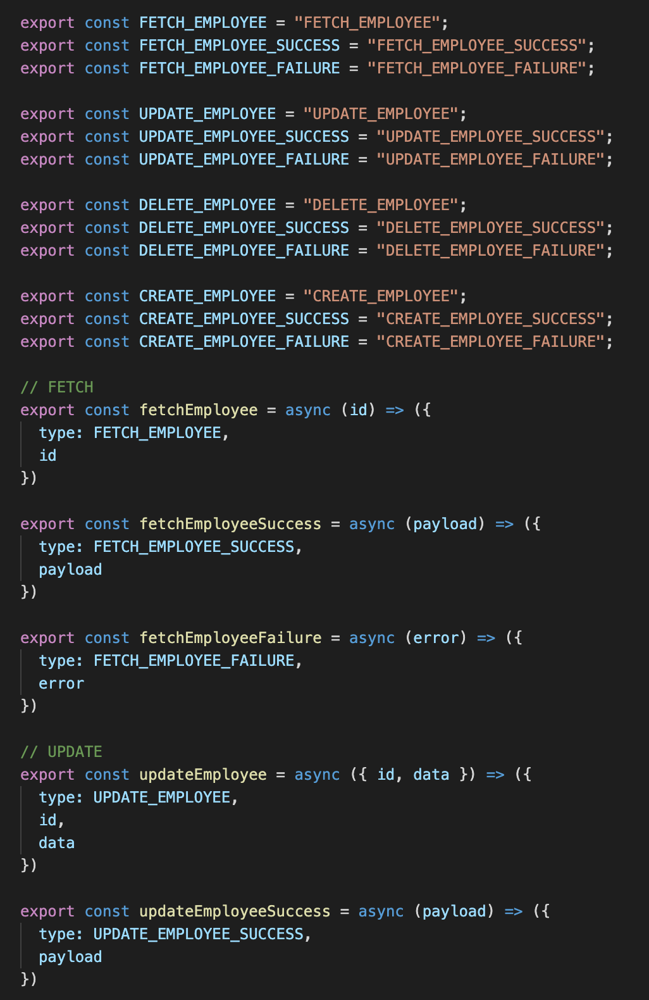 export const FETCH_EMPLOYEE = "FETCH_EMPLOYEE";
export const FETCH_EMPLOYEE_SUCCESS = "FETCH_EMPLOYEE_SUCCESS";
export const FETCH_EMPLOYEE_FAILURE = "FETCH_EMPLOYEE_FAILURE";

export const UPDATE_EMPLOYEE = "UPDATE_EMPLOYEE";
export const UPDATE_EMPLOYEE_SUCCESS = "UPDATE_EMPLOYEE_SUCCESS";
export const UPDATE_EMPLOYEE_FAILURE = "UPDATE_EMPLOYEE_FAILURE";

export const DELETE_EMPLOYEE = "DELETE_EMPLOYEE";
export const DELETE_EMPLOYEE_SUCCESS = "DELETE_EMPLOYEE_SUCCESS";
export const DELETE_EMPLOYEE_FAILURE = "DELETE_EMPLOYEE_FAILURE";

export const CREATE_EMPLOYEE = "CREATE_EMPLOYEE";
export const CREATE_EMPLOYEE_SUCCESS = "CREATE_EMPLOYEE_SUCCESS";
export const CREATE_EMPLOYEE_FAILURE = "CREATE_EMPLOYEE_FAILURE";

// FETCH
export const fetchEmployee = async (id) => ({
  type: FETCH_EMPLOYEE,
  id
})

export const fetchEmployeeSuccess = async (payload) => ({
  type: FETCH_EMPLOYEE_SUCCESS,
  payload
})

export const fetchEmployeeFailure = async (error) => ({
  type: FETCH_EMPLOYEE_FAILURE,
  error
})

// UPDATE
export const updateEmployee = async ({ id, data }) => ({
  type: UPDATE_EMPLOYEE,
  id,
  data
})

export const updateEmployeeSuccess = async (payload) => ({
  type: UPDATE_EMPLOYEE_SUCCESS,
  payload
})